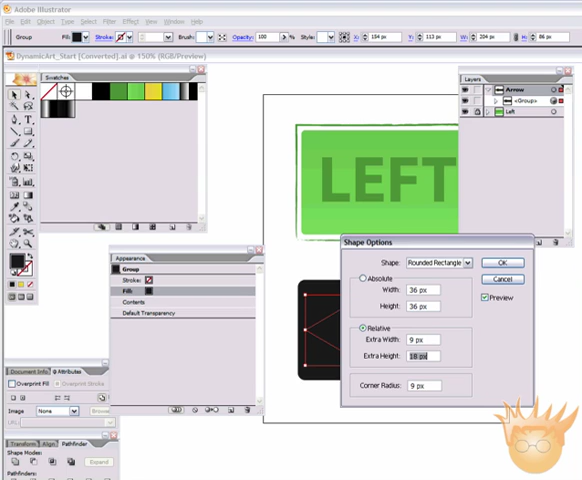 Adobe Illustrator
File Edit Object Type Select Filter Effect View Window Help
Group Fill: Stroke: Brush: Opacity: 100 % Style: X: 154 px Y: 113 px W: 204 px H: 86 px
DynamicArt_Start [Converted].ai @ 150% (RGB/Preview)
Swatches
Layers
Arrow
<Group>
Left
LEFT
Shape Options
Shape: Rounded Rectangle
OK
Absolute
Cancel
Width: 36 px
Preview
Height: 36 px
Relative
Extra Width: 9 px
Extra Height: 18 px
Corner Radius: 9 px
Appearance
Group
Stroke:
Fill:
Contents
Default Transparency
Document Info Attributes
Overprint Fill Overprint Stroke
Image: None Browse
URL:
Transform Align Pathfinder
Shape Modes:
Expand
Pathfinders: